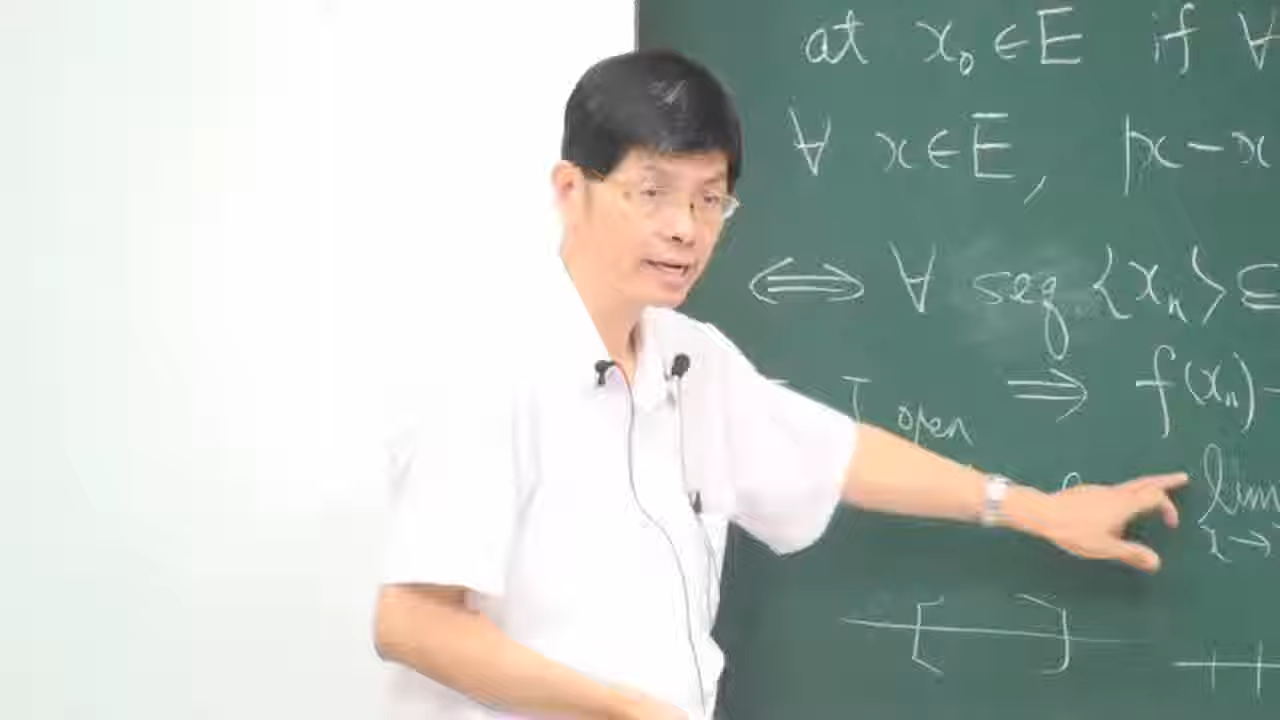 at x₀ ∈ E if ∀
∀ x ∈ E, |x - x
⟺ ∀ seq {xₙ} ⊆
I open ⇒ f(xₙ)
lim
x →